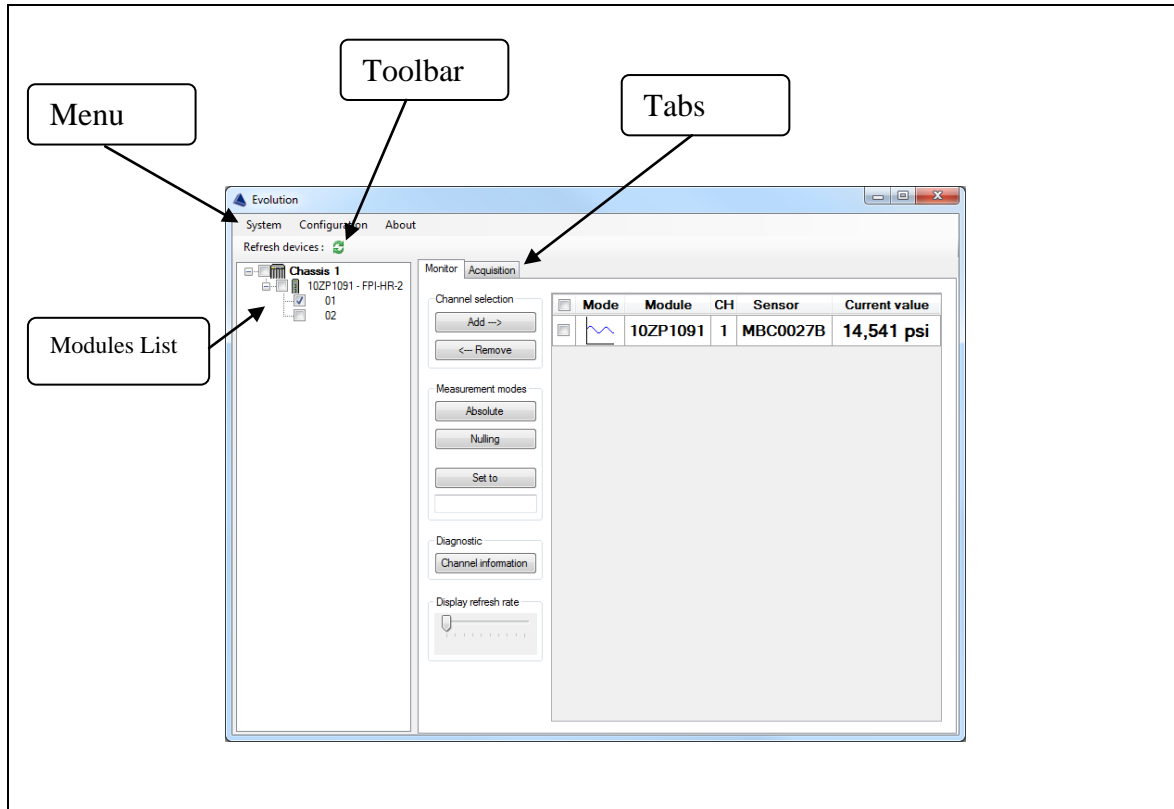 Toolbar
Tabs
Menu
Evolution
System Configuration About
Refresh devices :
Chassis 1
10ZP1091 - FPI-HR-2
01
02
Modules List
Monitor Acquisition
Channel selection
Add --->
<--- Remove
Measurement modes
Absolute
Nulling
Set to
Diagnostic
Channel information
Display refresh rate
Mode Module CH Sensor Current value
10ZP1091 1 MBC0027B 14,541 psi